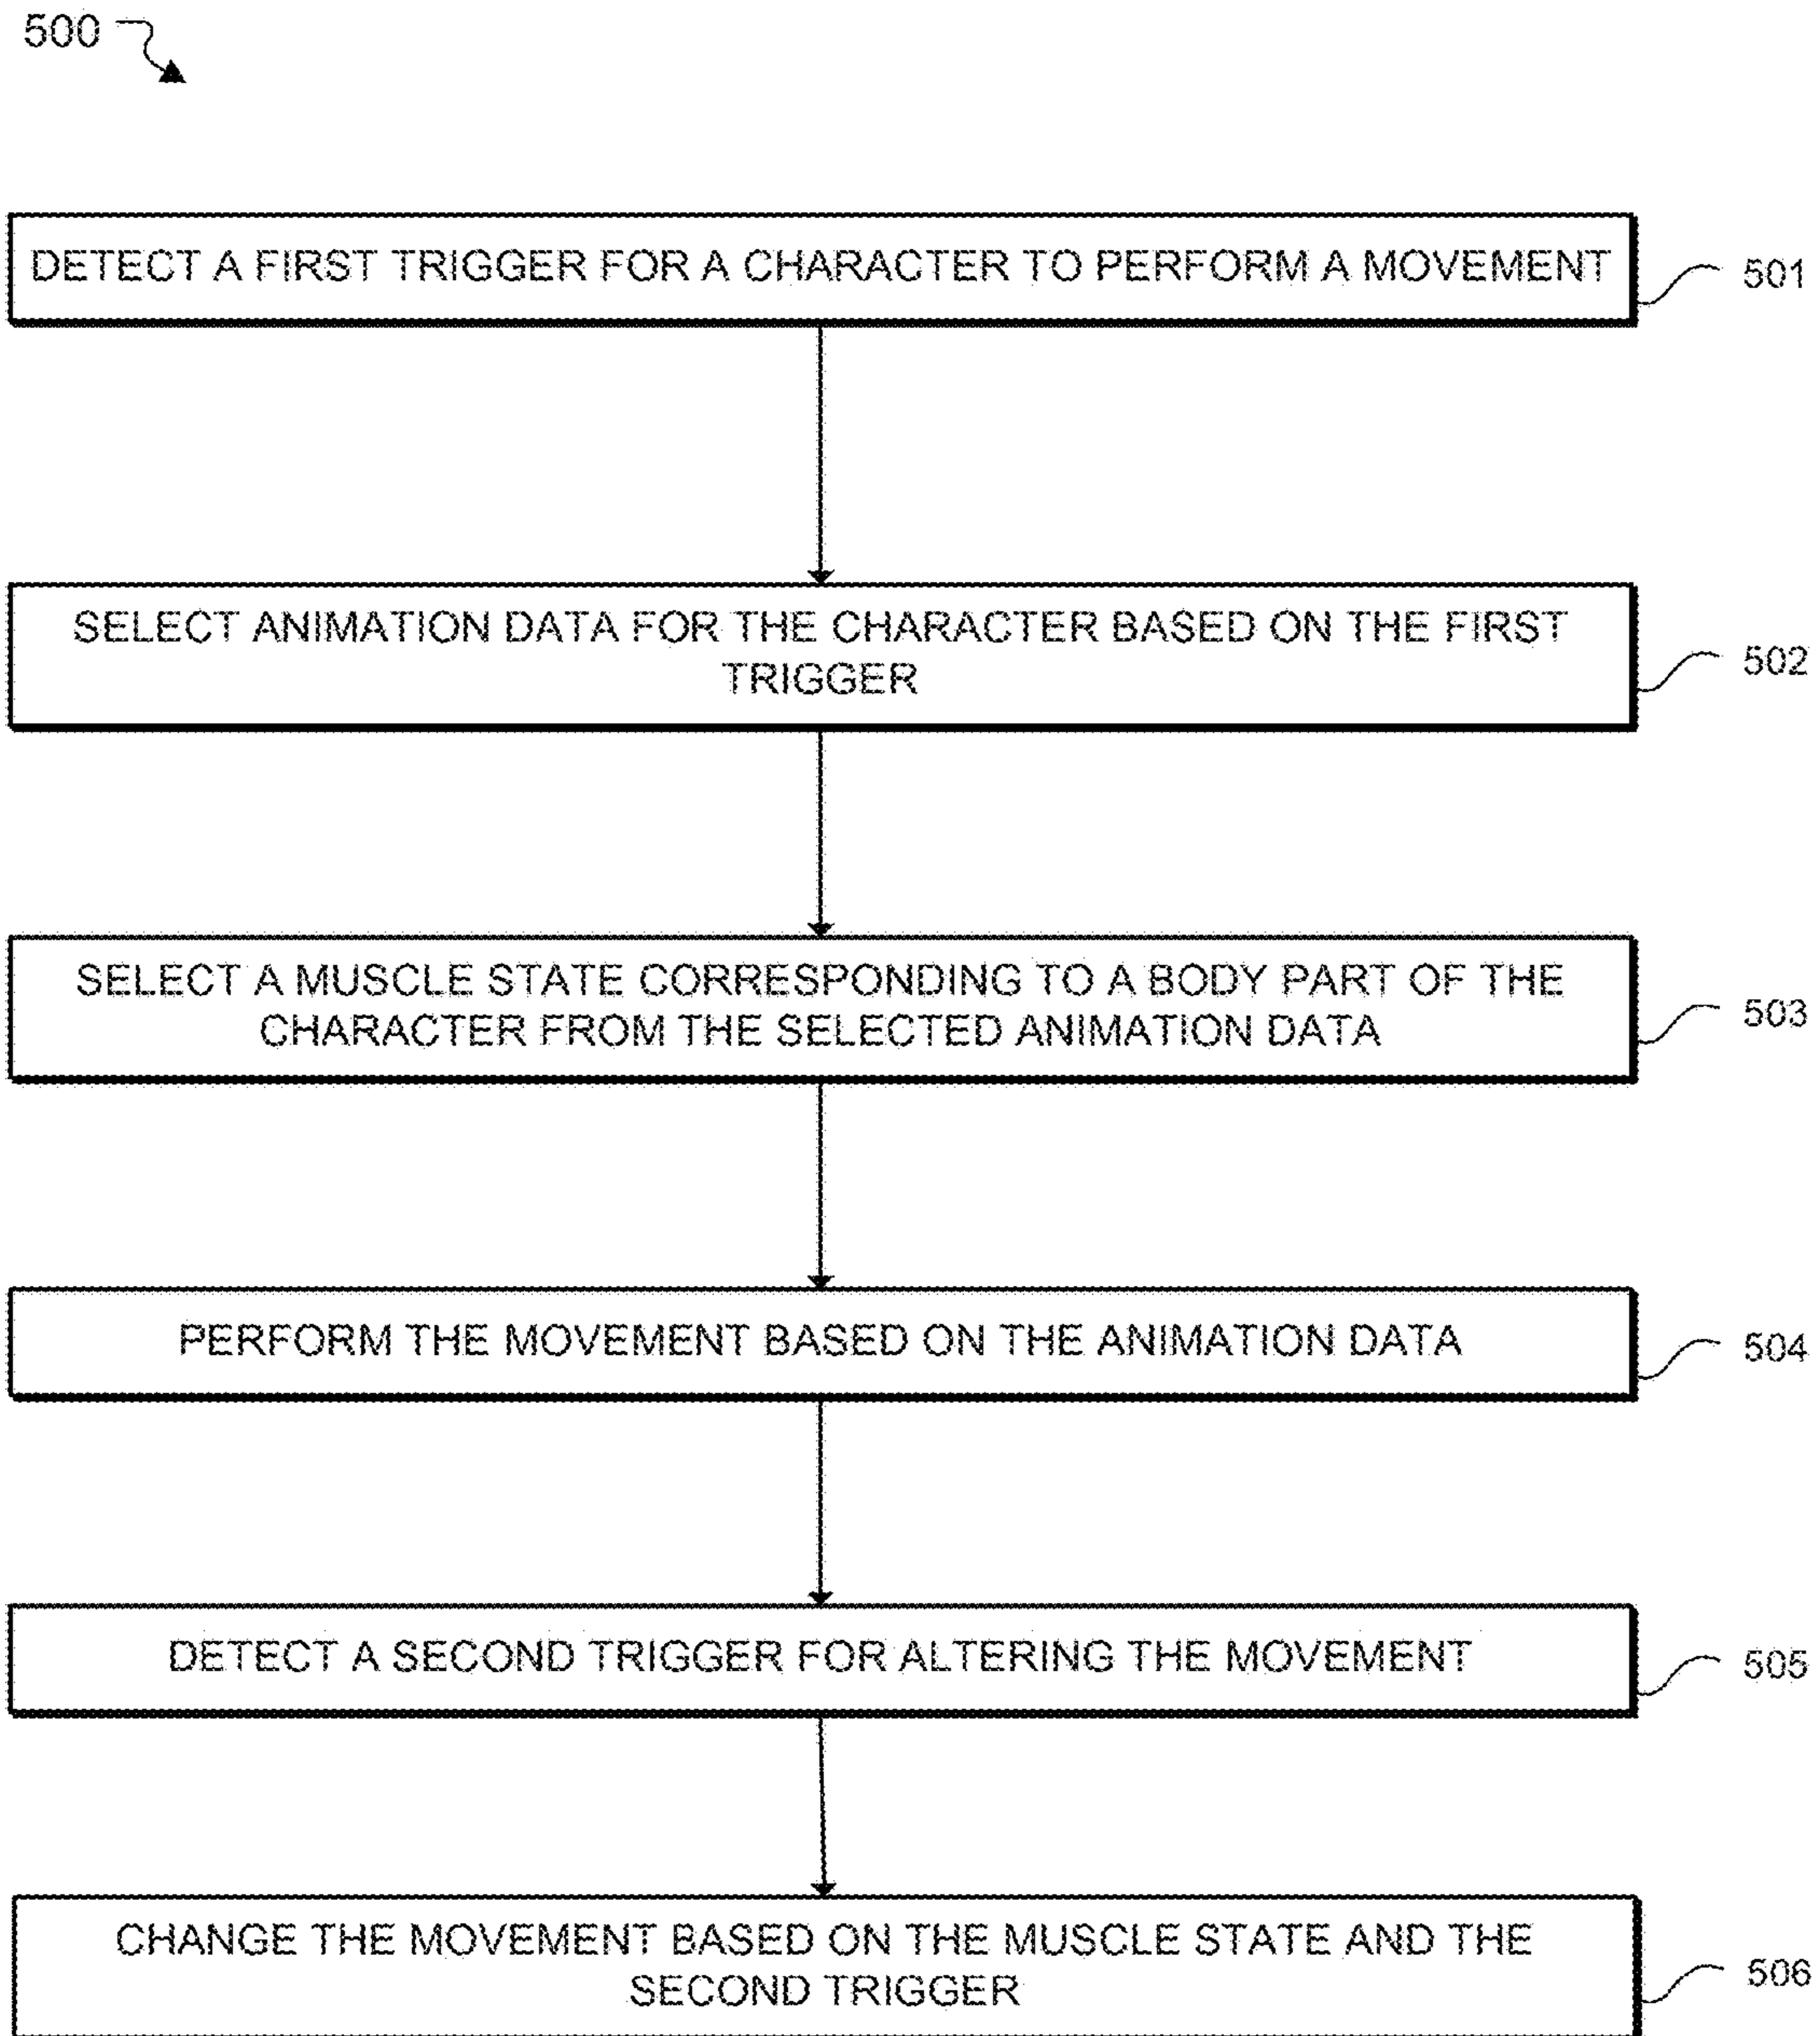 500
DETECT A FIRST TRIGGER FOR A CHARACTER TO PERFORM A MOVEMENT
501
SELECT ANIMATION DATA FOR THE CHARACTER BASED ON THE FIRST
TRIGGER
502
SELECT A MUSCLE STATE CORRESPONDING TO A BODY PART OF THE
CHARACTER FROM THE SELECTED ANIMATION DATA
503
PERFORM THE MOVEMENT BASED ON THE ANIMATION DATA
504
DETECT A SECOND TRIGGER FOR ALTERING THE MOVEMENT
505
CHANGE THE MOVEMENT BASED ON THE MUSCLE STATE AND THE
SECOND TRIGGER
506